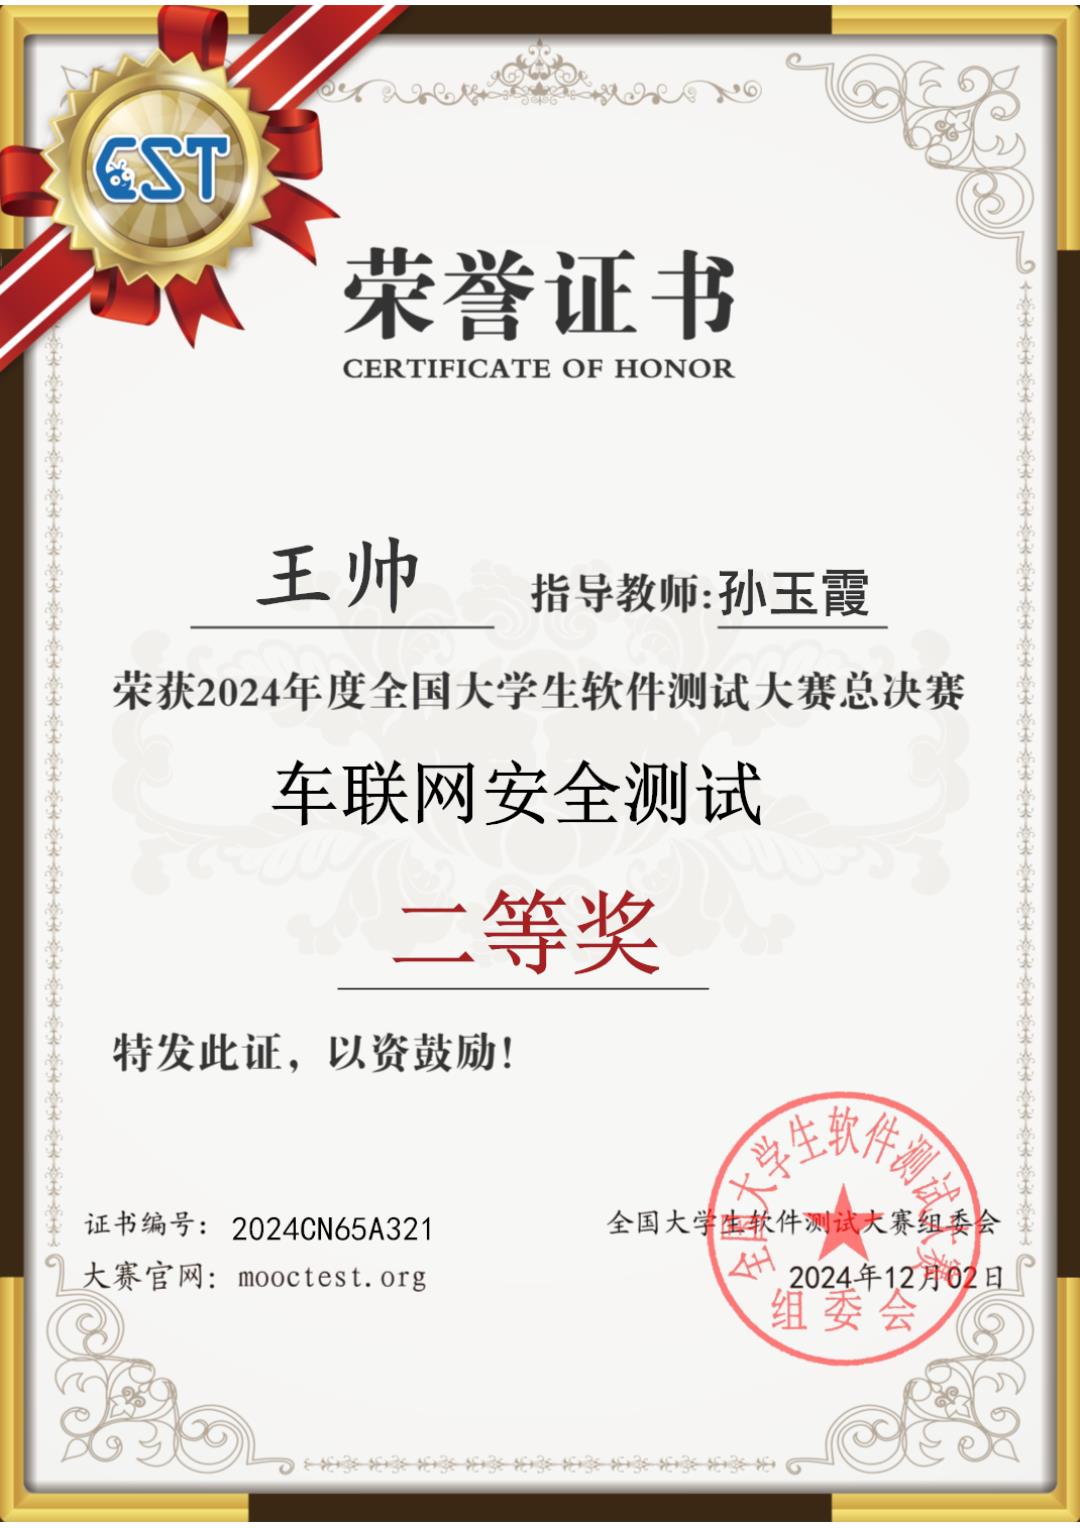 CST
荣誉证书
CERTIFICATE OF HONOR
王帅 指导教师:孙玉霞
荣获2024年度全国大学生软件测试大赛总决赛
车联网安全测试
二等奖
特发此证，以资鼓励！
证书编号： 2024CN65A321
大赛官网： mooctest.org
全国大学生软件测试大赛组委会
2024年12月02日
全国大学生软件测试大赛
组委会